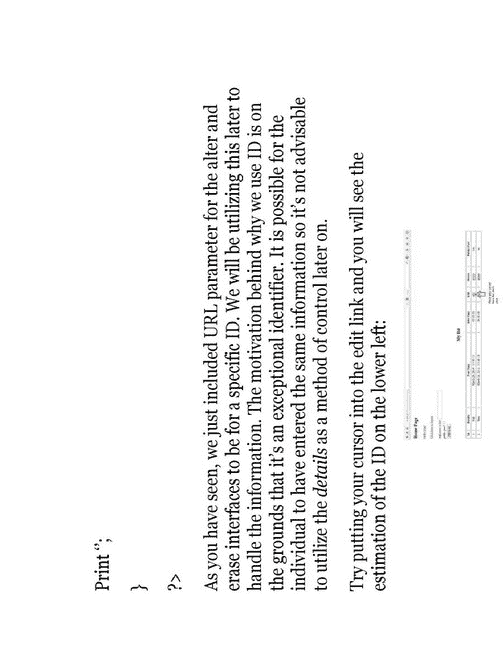 Print ‘’;
}
?>
As you have seen, we just included URL parameter for the alter and
erase interfaces to be for a specific ID. We will be utilizing this later to
handle the information. The motivation behind why we use ID is on
the grounds that it's an exceptional identifier. It is possible for the
individual to have entered the same information so it's not advisable
to utilize the details as a method of control later on.
Try putting your cursor into the edit link and you will see the
estimation of the ID on the lower left:
Home Page
My list